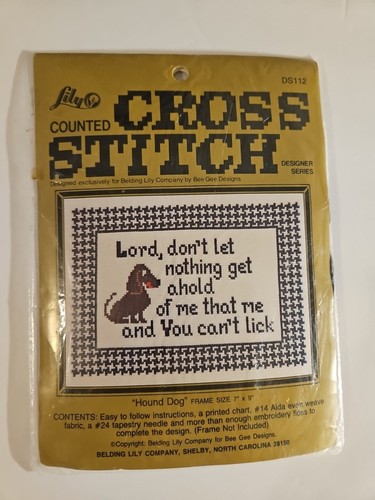 DS112
Lily
COUNTED CROSS
STITCH DESIGNER
SERIES
Designed exclusively for Belding Lily Company by Bee Gee Designs
Lord, don't let
nothing get
ahold
of me that me
and You can't lick
"Hound Dog" FRAME SIZE 7" x 9"
CONTENTS: Easy to follow instructions, a printed chart, #14 Aida even weave
fabric, a #24 tapestry needle and more than enough embroidery floss to
complete the design. (Frame Not Included)
©Copyright: Belding Lily Company for Bee Gee Designs.
BELDING LILY COMPANY, SHELBY, NORTH CAROLINA 28150